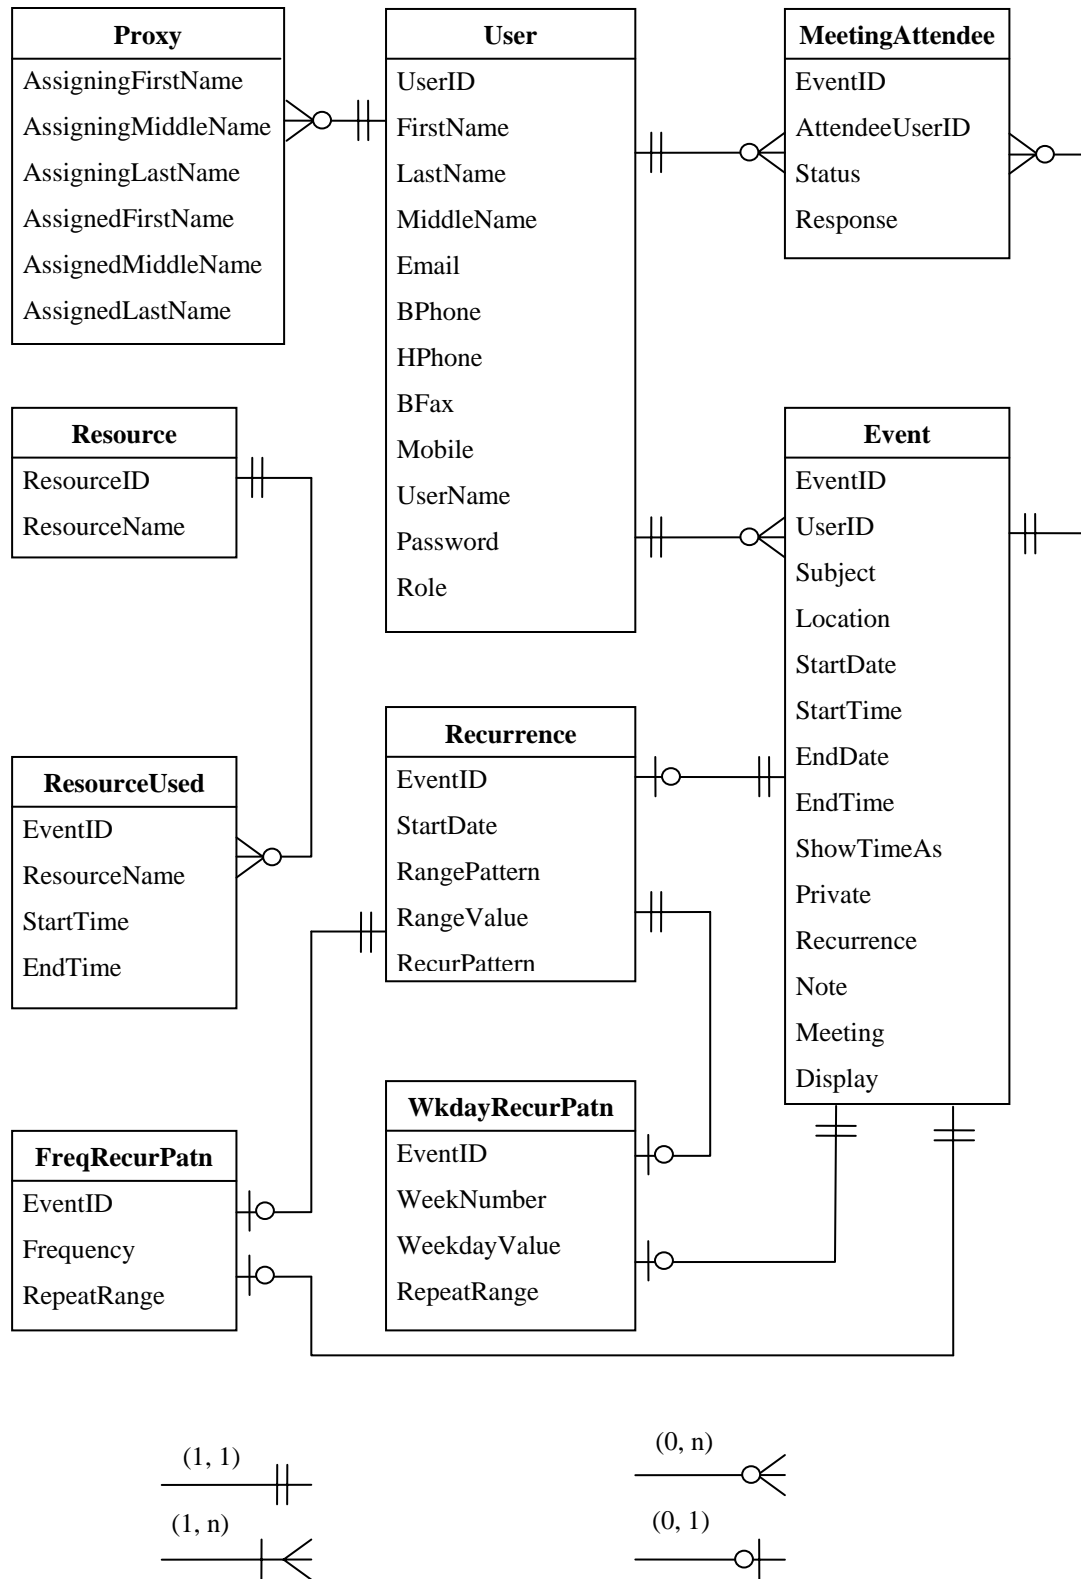 Proxy
AssigningFirstName
AssigningMiddleName
AssigningLastName
AssignedFirstName
AssignedMiddleName
AssignedLastName
User
UserID
FirstName
LastName
MiddleName
Email
BPhone
HPhone
BFax
Mobile
UserName
Password
Role
MeetingAttendee
EventID
AttendeeUserID
Status
Response
Resource
ResourceID
ResourceName
Event
EventID
UserID
Subject
Location
StartDate
StartTime
EndDate
EndTime
ShowTimeAs
Private
Recurrence
Note
Meeting
Display
ResourceUsed
EventID
ResourceName
StartTime
EndTime
Recurrence
EventID
StartDate
RangePattern
RangeValue
RecurPattern
FreqRecurPatn
EventID
Frequency
RepeatRange
WkdayRecurPatn
EventID
WeekNumber
WeekdayValue
RepeatRange
(1, 1)
(0, n)
(1, n)
(0, 1)